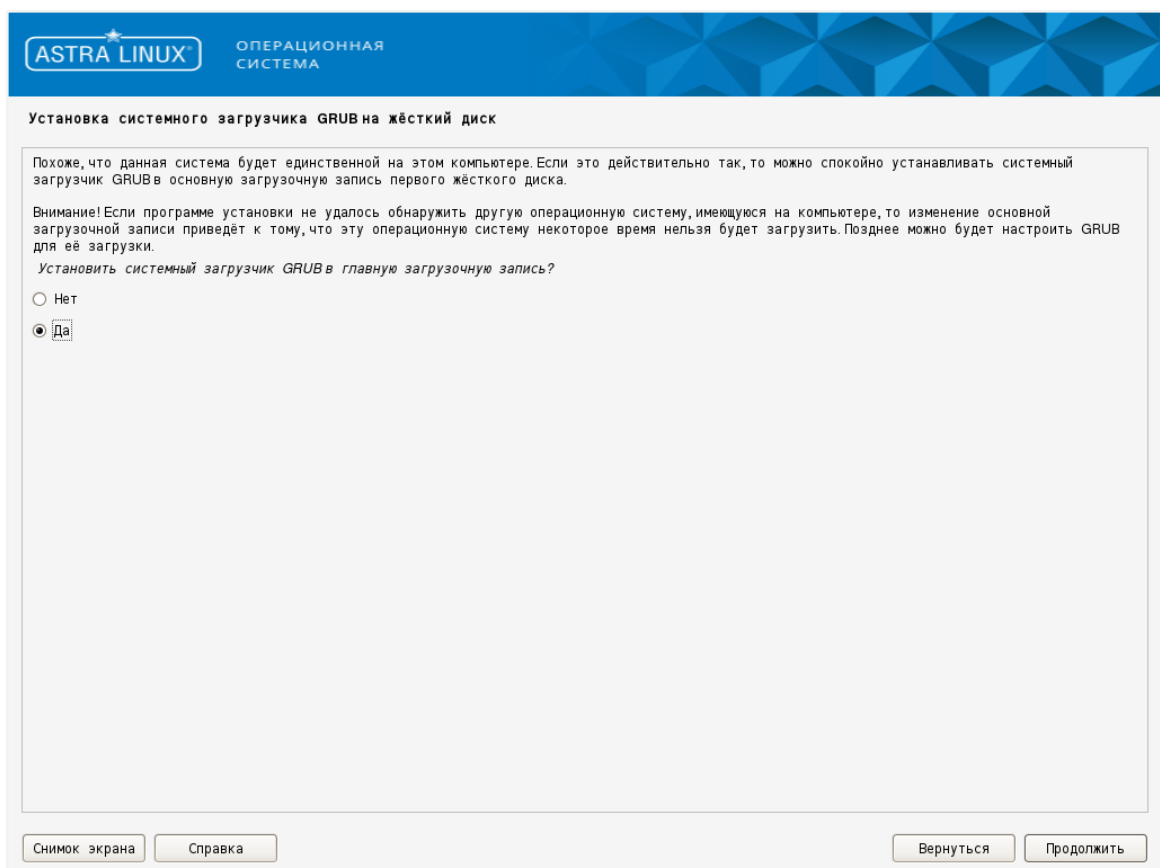 ASTRA LINUX®
ОПЕРАЦИОННАЯ
СИСТЕМА
Установка системного загрузчика GRUB на жёсткий диск
Похоже, что данная система будет единственной на этом компьютере. Если это действительно так, то можно спокойно устанавливать системный
загрузчик GRUB в основную загрузочную запись первого жёсткого диска.
Внимание! Если программе установки не удалось обнаружить другую операционную систему, имеющуюся на компьютере, то изменение основной
загрузочной записи приведёт к тому, что эту операционную систему некоторое время нельзя будет загрузить. Позднее можно будет настроить GRUB
для её загрузки.
Установить системный загрузчик GRUB в главную загрузочную запись?
Нет
Да
Снимок экрана
Справка
Вернуться
Продолжить